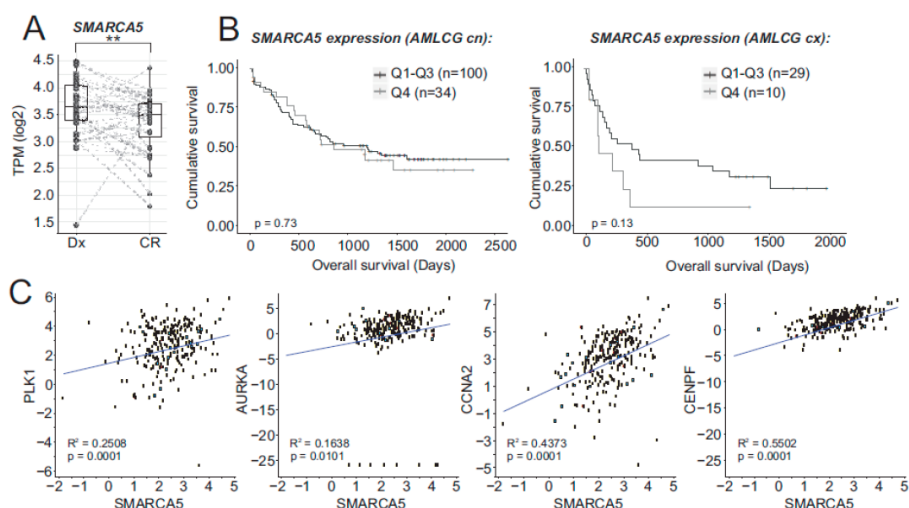 A
SMARCA5
**
TPM (log2)
4.5
4.0
3.5
3.0
2.5
2.0
1.5
Dx CR
B
SMARCA5 expression (AMLCG cn):
Q1-Q3 (n=100)
Q4 (n=34)
Cumulative survival
1.00
0.75
0.50
0.25
0.00
p = 0.73
0 500 1000 1500 2000 2500
Overall survival (Days)
SMARCA5 expression (AMLCG cx):
Q1-Q3 (n=29)
Q4 (n=10)
Cumulative survival
1.00
0.75
0.50
0.25
0.00
p = 0.13
0 500 1000 1500 2000
Overall survival (Days)
C
PLK1
6
5
4
3
2
1
0
−1
−2
−4
−6
R² = 0.2508
p = 0.0001
−2 −1 0 1 2 3 4 5
SMARCA5
AURKA
5
0
−5
−10
−15
−20
−25
R² = 0.1638
p = 0.0101
−2 −1 0 1 2 3 4 5
SMARCA5
CCNA2
7
5
4
2
1
−1
−2
−5
R² = 0.4373
p = 0.0001
−2 −1 0 1 2 3 4 5
SMARCA5
CENPF
5
0
−5
−10
−15
−20
−25
R² = 0.5502
p = 0.0001
−2 −1 0 1 2 3 4 5
SMARCA5